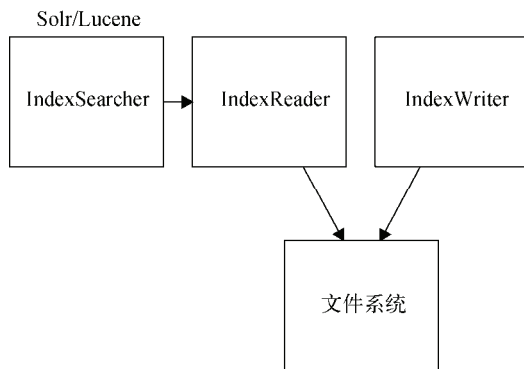 Solr/Lucene
IndexSearcher
IndexReader
IndexWriter
文件系统